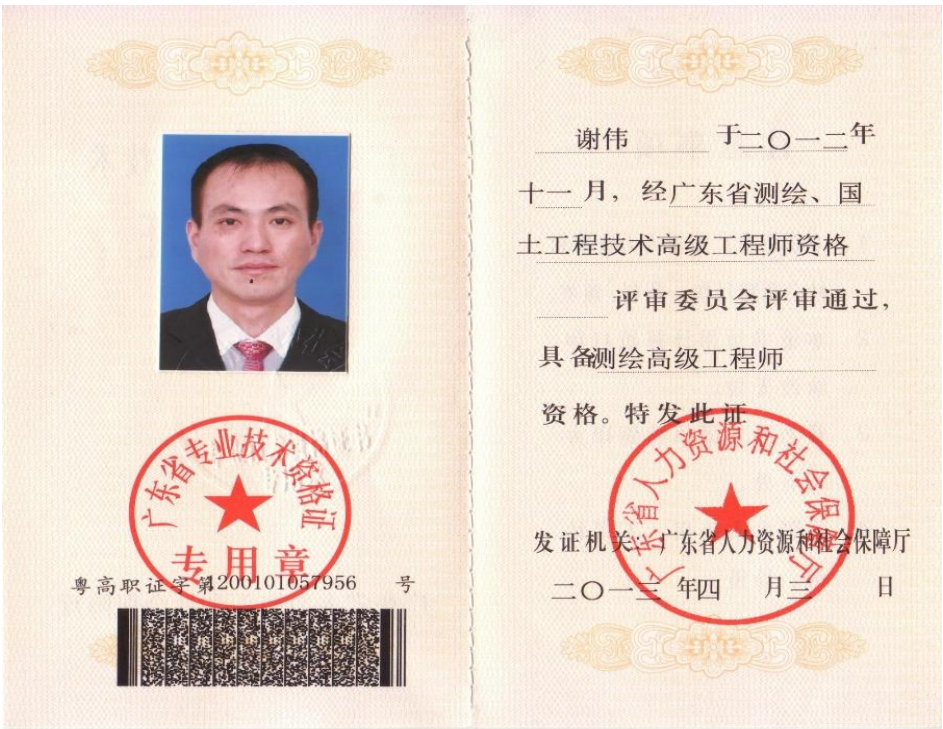 广东省专业技术资格证
专用章
粤高职证字第1200101057956 号
谢伟 于二〇一二年
十一 月，经广东省测绘、国
土工程技术高级工程师资格
评审委员会评审通过，
具备测绘高级工程师
资格。特发此证
广东省人力资源和社会保障厅
发证机关：广东省人力资源和社会保障厅
二〇一三 年四 月三 日